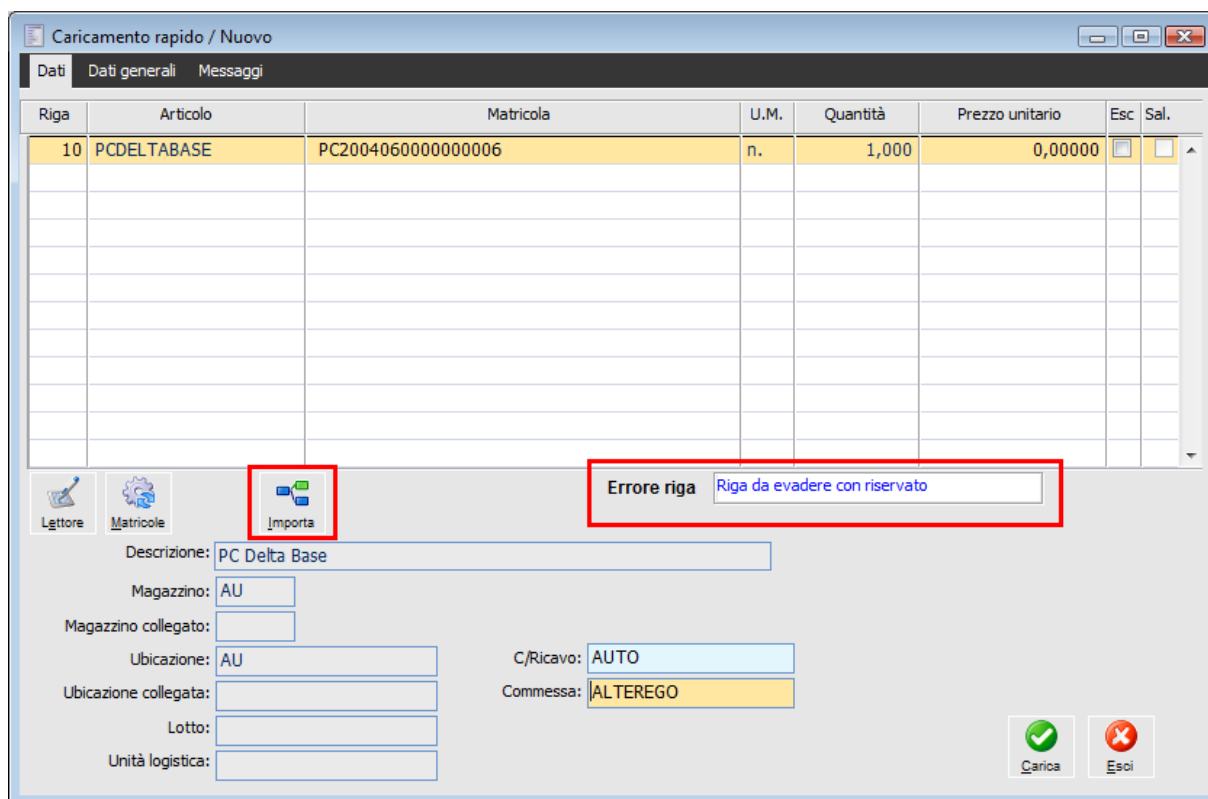 Caricamento rapido / Nuovo
Dati Dati generali Messaggi
Riga Articolo Matricola U.M. Quantità Prezzo unitario Esc Sal.
10 PCDELTABASE PC2004060000000006 n. 1,000 0,00000
Errore riga Riga da evadere con riservato
Lettore Matricole Importa
Descrizione: PC Delta Base
Magazzino: AU
Magazzino collegato:
Ubicazione: AU C/Ricavo: AUTO
Ubicazione collegata: Commessa: ALTEREGO
Lotto:
Unità logistica:
Carica Esci